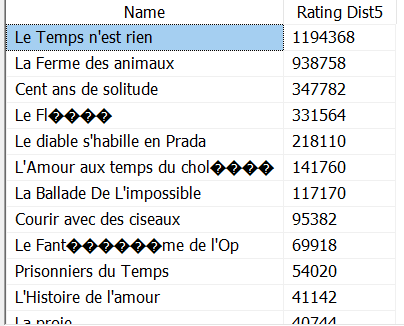 Name Rating Dist5
Le Temps n'est rien 1194368
La Ferme des animaux 938758
Cent ans de solitude 347782
Le Fl���� 331564
Le diable s'habille en Prada 218110
L'Amour aux temps du chol���� 141760
La Ballade De L'impossible 117170
Courir avec des ciseaux 95382
Le Fant������me de l'Op 69918
Prisonniers du Temps 54020
L'Histoire de l'amour 41142
La proie 40744